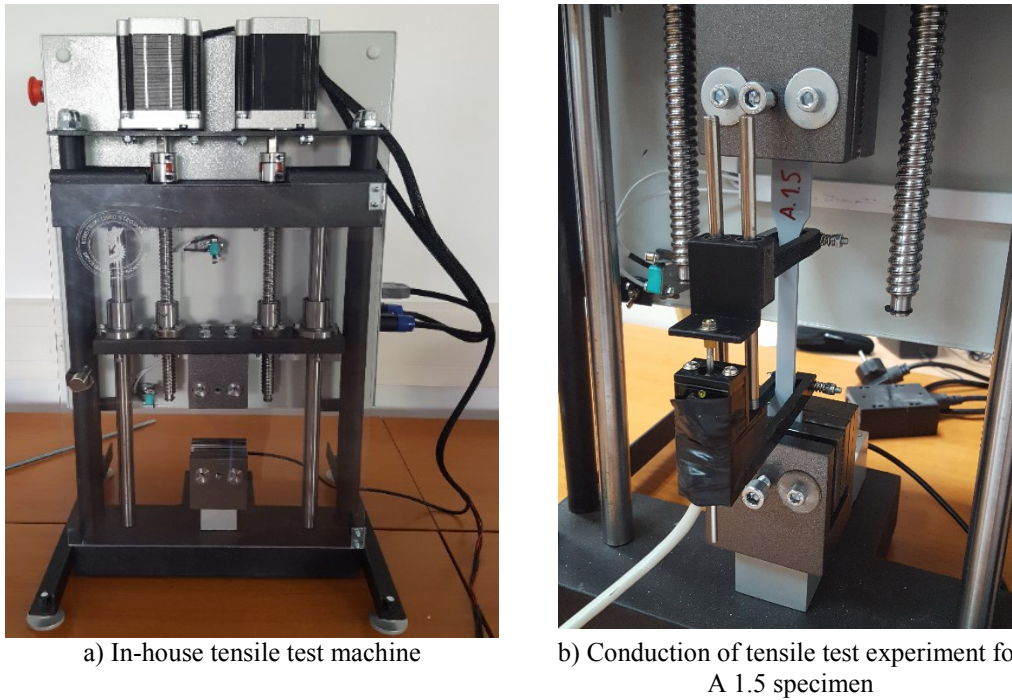 A.1.5
a) In-house tensile test machine
b) Conduction of tensile test experiment fo
A 1.5 specimen